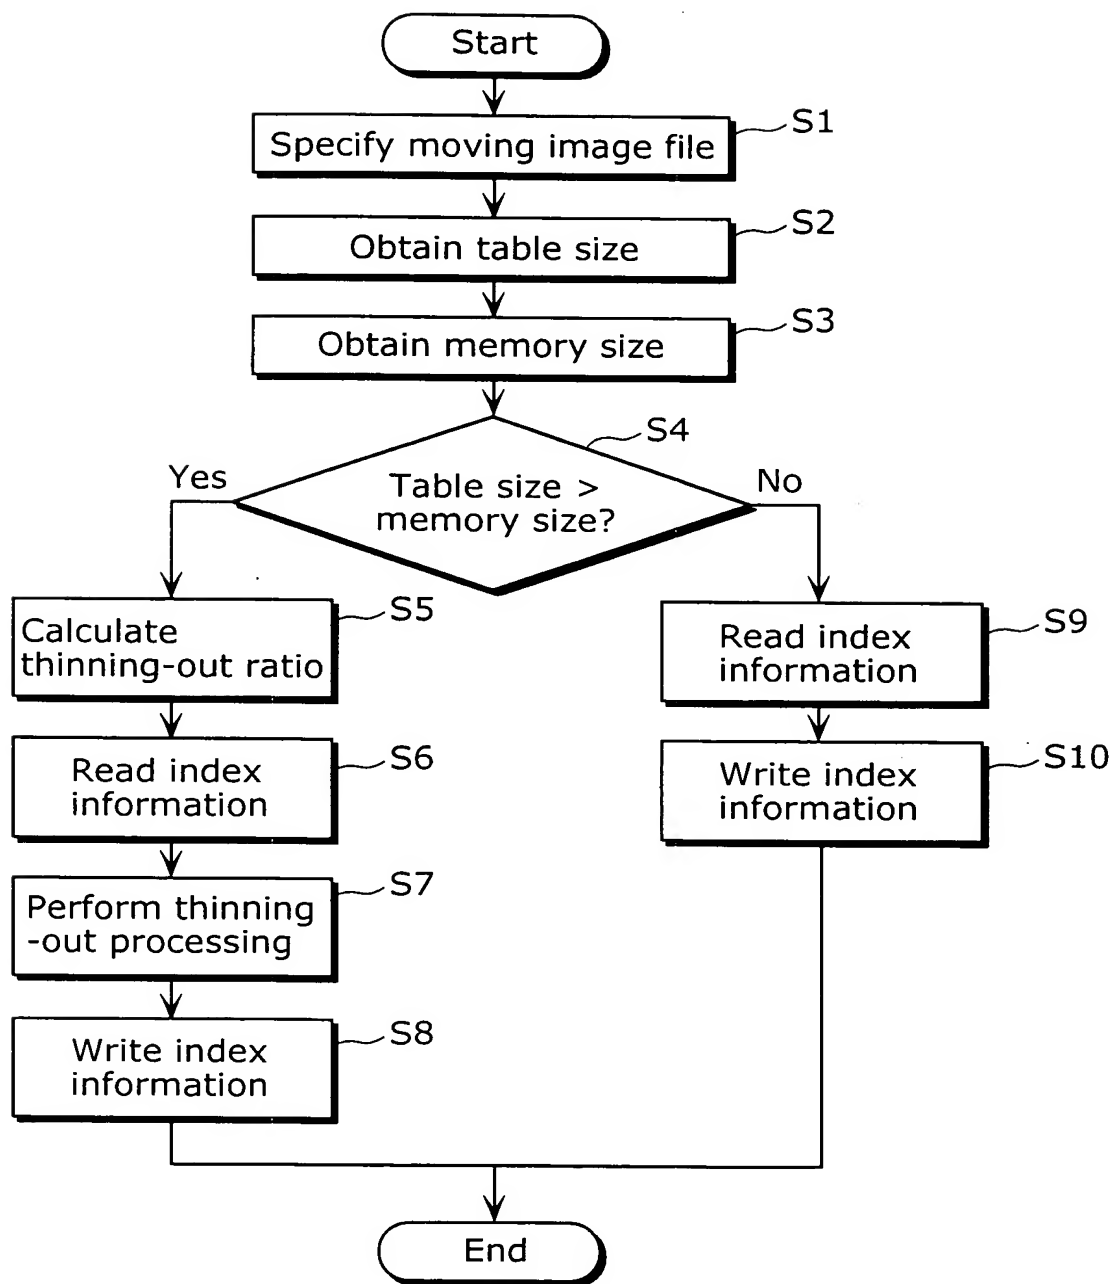 Start
Specify moving image file
S1
Obtain table size
S2
Obtain memory size
S3
Table size >
memory size?
S4
Yes
No
Calculate
thinning-out ratio
S5
Read index
information
S6
Perform thinning
-out processing
S7
Write index
information
S8
Read index
information
S9
Write index
information
S10
End